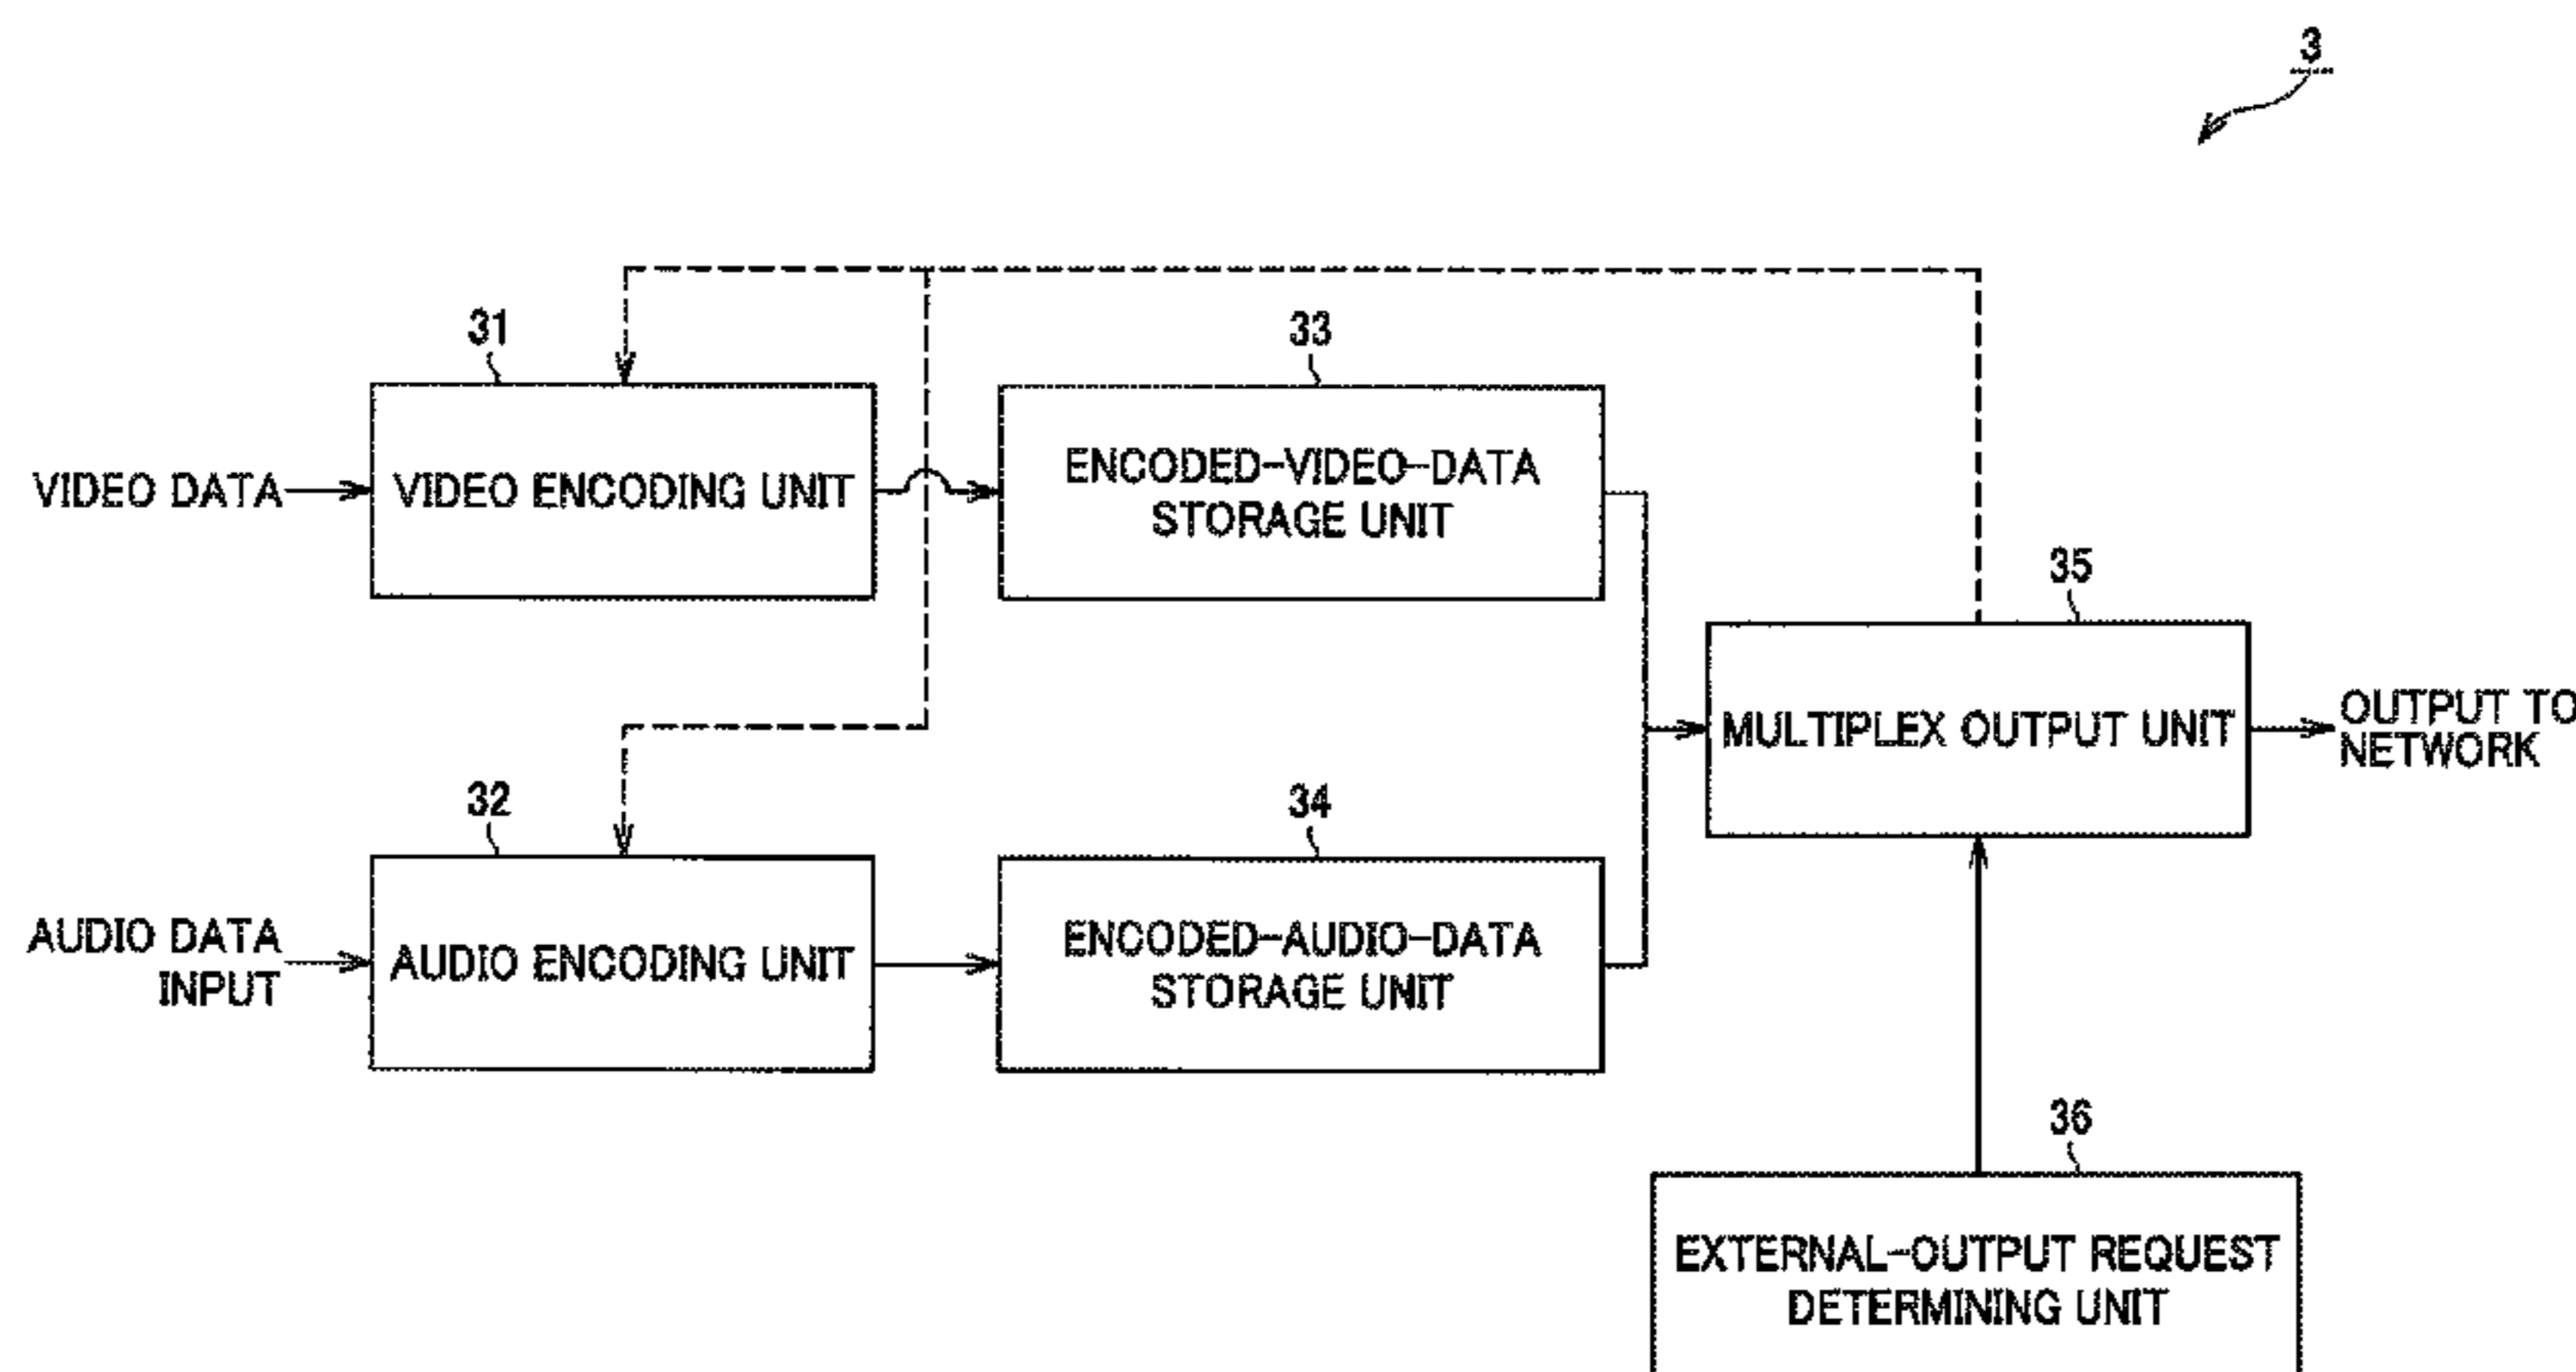 3
31
33
VIDEO DATA
VIDEO ENCODING UNIT
ENCODED-VIDEO-DATA
STORAGE UNIT
35
MULTIPLEX OUTPUT UNIT
OUTPUT TO
NETWORK
32
34
AUDIO DATA
INPUT
AUDIO ENCODING UNIT
ENCODED-AUDIO-DATA
STORAGE UNIT
36
EXTERNAL-OUTPUT REQUEST
DETERMINING UNIT